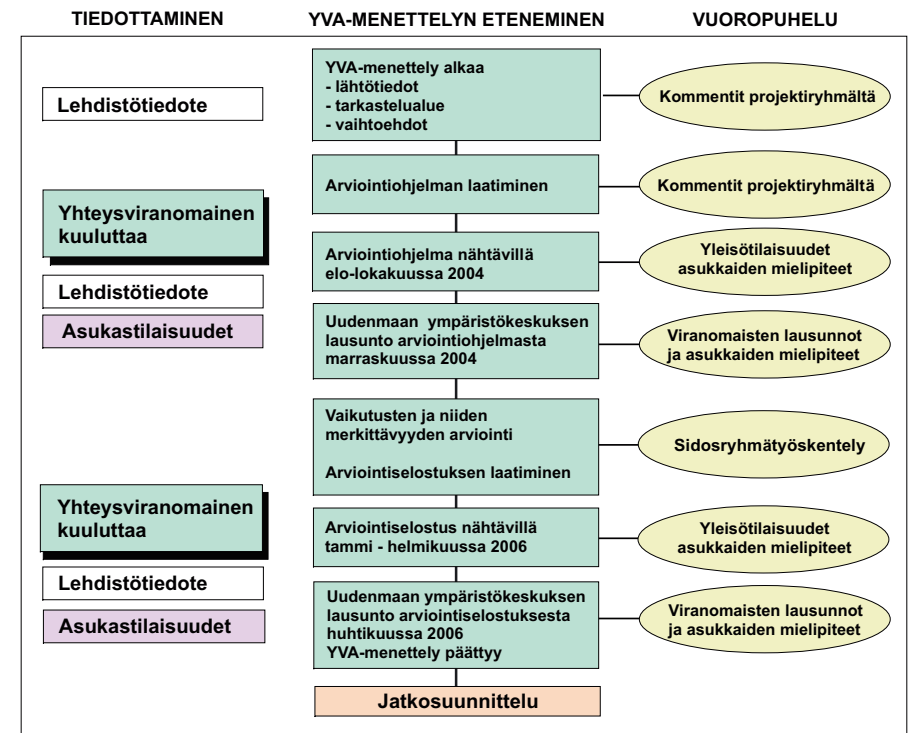 TIEDOTTAMINEN
YVA-MENETTELYN ETENEMINEN
VUOROPUHELU
Lehdistötiedote
YVA-menettely alkaa
- lähtötiedot
- tarkastelualue
- vaihtoehdot
Kommentit projektiryhmältä
Arviointiohjelman laatiminen
Kommentit projektiryhmältä
Yhteysviranomainen
kuuluttaa
Arviointiohjelma nähtävillä
elo-lokakuussa 2004
Yleisötilaisuudet
asukkaiden mielipiteet
Lehdistötiedote
Asukastilaisuudet
Uudenmaan ympäristökeskuksen
lausunto arviointiohjelmasta
marraskuussa 2004
Viranomaisten lausunnot
ja asukkaiden mielipiteet
Vaikutusten ja niiden
merkittävyyden arviointi
Arviointiselostuksen laatiminen
Sidosryhmätyöskentely
Yhteysviranomainen
kuuluttaa
Arviointiselostus nähtävillä
tammi - helmikuussa 2006
Yleisötilaisuudet
asukkaiden mielipiteet
Lehdistötiedote
Asukastilaisuudet
Uudenmaan ympäristökeskuksen
lausunto arviointiselostuksesta
huhtikuussa 2006
YVA-menettely päättyy
Viranomaisten lausunnot
ja asukkaiden mielipiteet
Jatkosuunnittelu